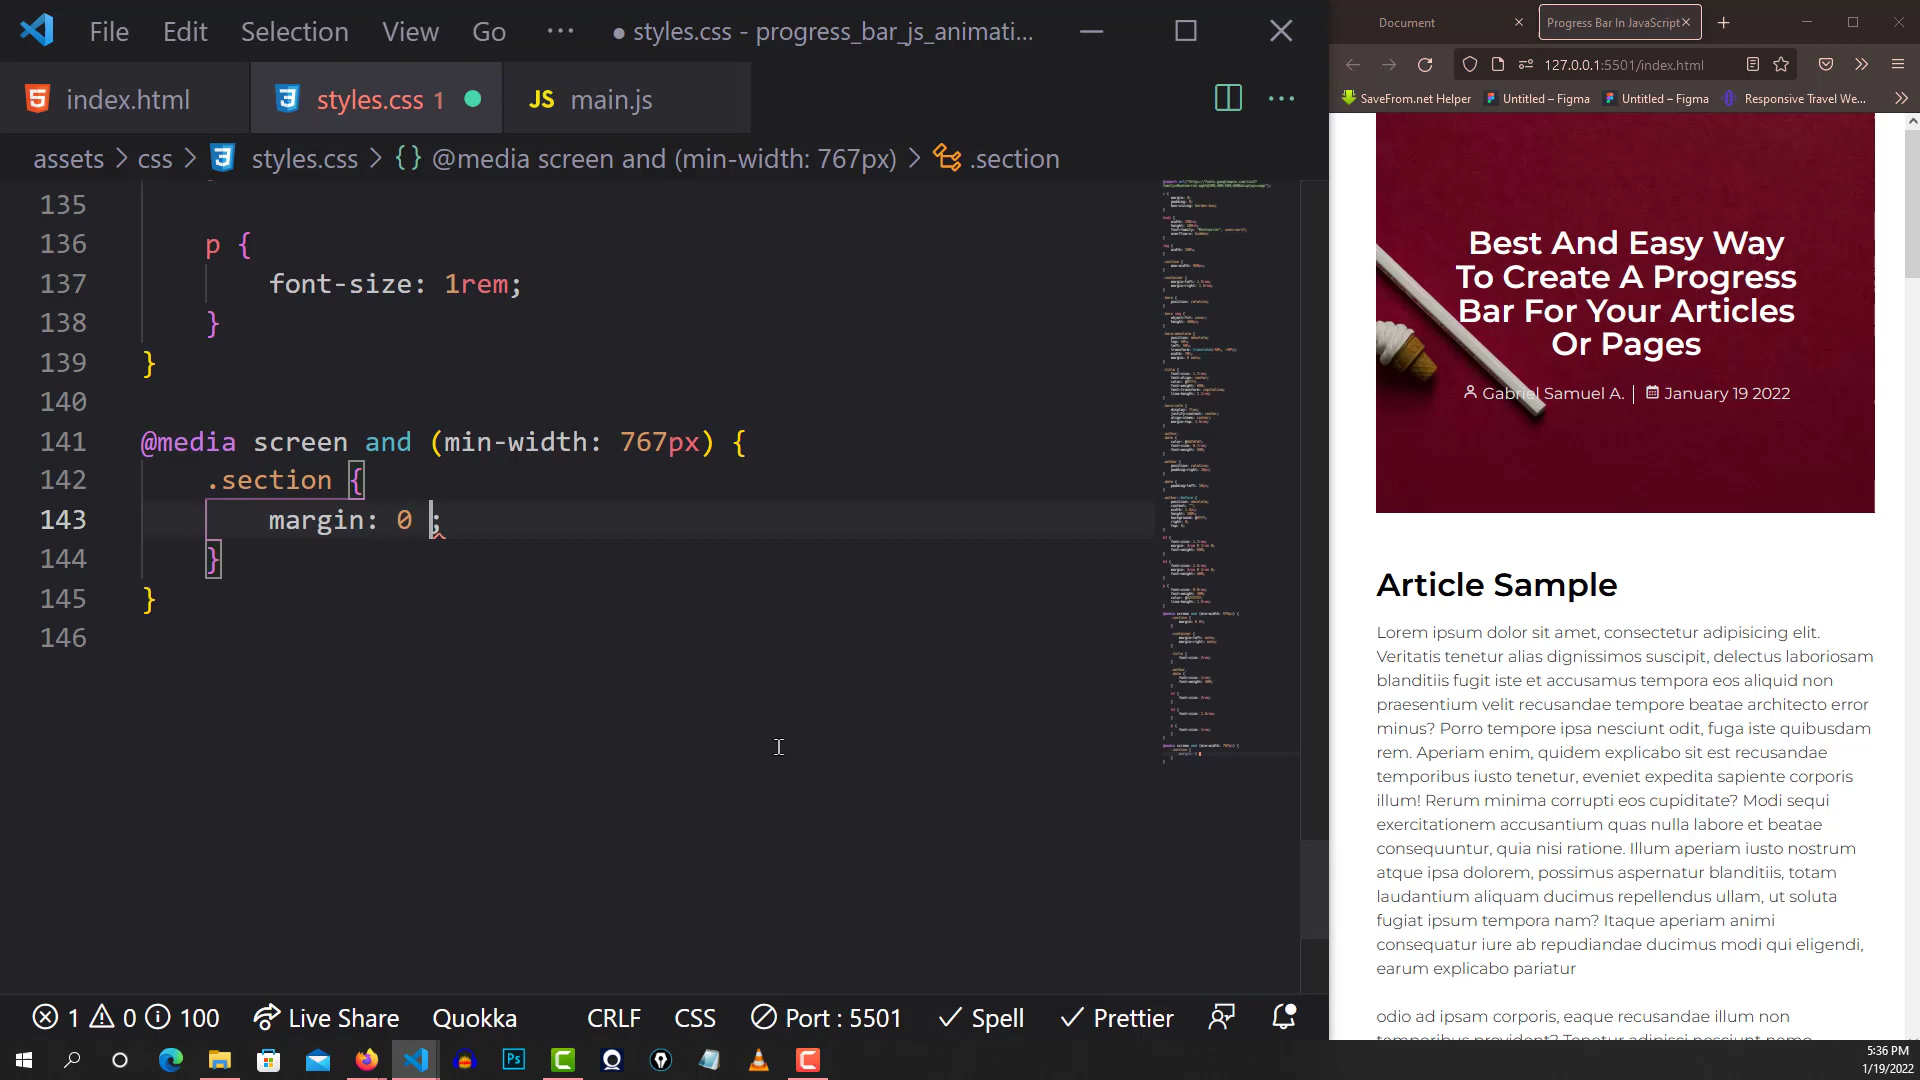 File Edit Selection View Go ··· ● styles.css - progress_bar_js_animati...
index.html styles.css 1 JS main.js
assets > css > styles.css > {} @media screen and (min-width: 767px) > .section
135
136 p {
137 font-size: 1rem;
138 }
139 }
140
141 @media screen and (min-width: 767px) {
142 .section {
143 margin: 0 ;
144 }
145 }
146
1 0 100 Live Share Quokka CRLF CSS Port : 5501 Spell Prettier
Document Progress Bar In JavaScript
127.0.0.1:5501/index.html
SaveFrom.net Helper Untitled – Figma Untitled – Figma Responsive Travel We...
Best And Easy Way
To Create A Progress
Bar For Your Articles
Or Pages
Gabriel Samuel A. January 19 2022
Article Sample
Lorem ipsum dolor sit amet, consectetur adipisicing elit.
Veritatis tenetur alias dignissimos suscipit, delectus laboriosam
blanditiis fugit iste et accusamus tempora eos aliquid non
praesentium velit recusandae tempore beatae architecto error
minus? Porro tempore ipsa nesciunt odit, fuga iste quibusdam
rem. Aperiam enim, quidem explicabo sit est recusandae
temporibus iusto tenetur, eveniet expedita sapiente corporis
illum! Rerum minima corrupti eos cupiditate? Modi sequi
exercitationem accusantium quas nulla labore et beatae
consequuntur, quia nisi ratione. Illum aperiam iusto nostrum
atque ipsa dolorem, possimus aspernatur blanditiis, totam
laudantium aliquam ducimus repellendus ullam, ut soluta
fugiat ipsum tempora nam? Itaque aperiam animi
consequatur iure ab repudiandae ducimus modi qui eligendi,
earum explicabo pariatur
odio ad ipsam corporis, eaque recusandae illum non
Ps
5:36 PM
1/19/2022